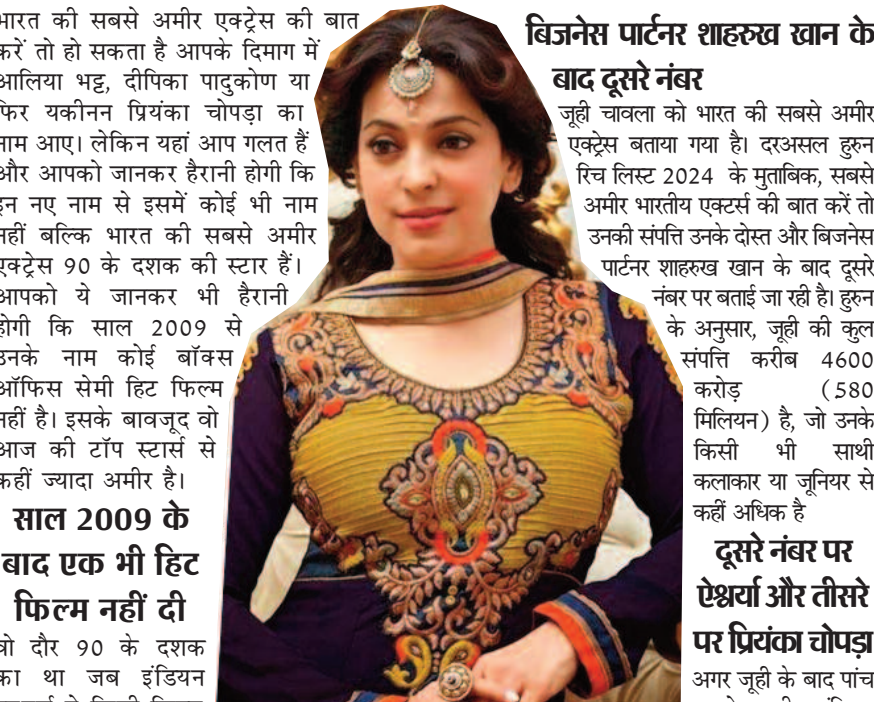 भारत की सबसे अमीर एक्ट्रेस की बात
करें तो हो सकता है आपके दिमाग में
आलिया भट्ट, दीपिका पादुकोण या
फिर यकीनन प्रियंका चोपड़ा का
नाम आए। लेकिन यहां आप गलत हैं
और आपको जानकर हैरानी होगी कि
इन नए नाम से इसमें कोई भी नाम
नहीं बल्कि भारत की सबसे अमीर
एक्ट्रेस 90 के दशक की स्टार हैं।
आपको ये जानकर भी हैरानी
होगी कि साल 2009 से
उनके नाम कोई बॉक्स
ऑफिस सेमी हिट फिल्म
नहीं है। इसके बावजूद वो
आज की टॉप स्टार्स से
कहीं ज्यादा अमीर है।
साल 2009 के
बाद एक भी हिट
फिल्म नहीं दी
वो दौर 90 के दशक
का था जब इंडियन
बिजनेस पार्टनर शाहरुख खान के
बाद दूसरे नंबर
जूही चावला को भारत की सबसे अमीर
एक्ट्रेस बताया गया है। दरअसल हुरुन
रिच लिस्ट 2024 के मुताबिक, सबसे
अमीर भारतीय एक्टर्स की बात करें तो
उनकी संपत्ति उनके दोस्त और बिजनेस
पार्टनर शाहरुख खान के बाद दूसरे
नंबर पर बताई जा रही है। हुरुन
के अनुसार, जूही की कुल
संपत्ति करीब 4600
करोड़ (580
मिलियन) है, जो उनके
किसी भी साथी
कलाकार या जूनियर से
कहीं अधिक है
दूसरे नंबर पर
ऐश्वर्या और तीसरे
पर प्रियंका चोपड़ा
अगर जूही के बाद पांच